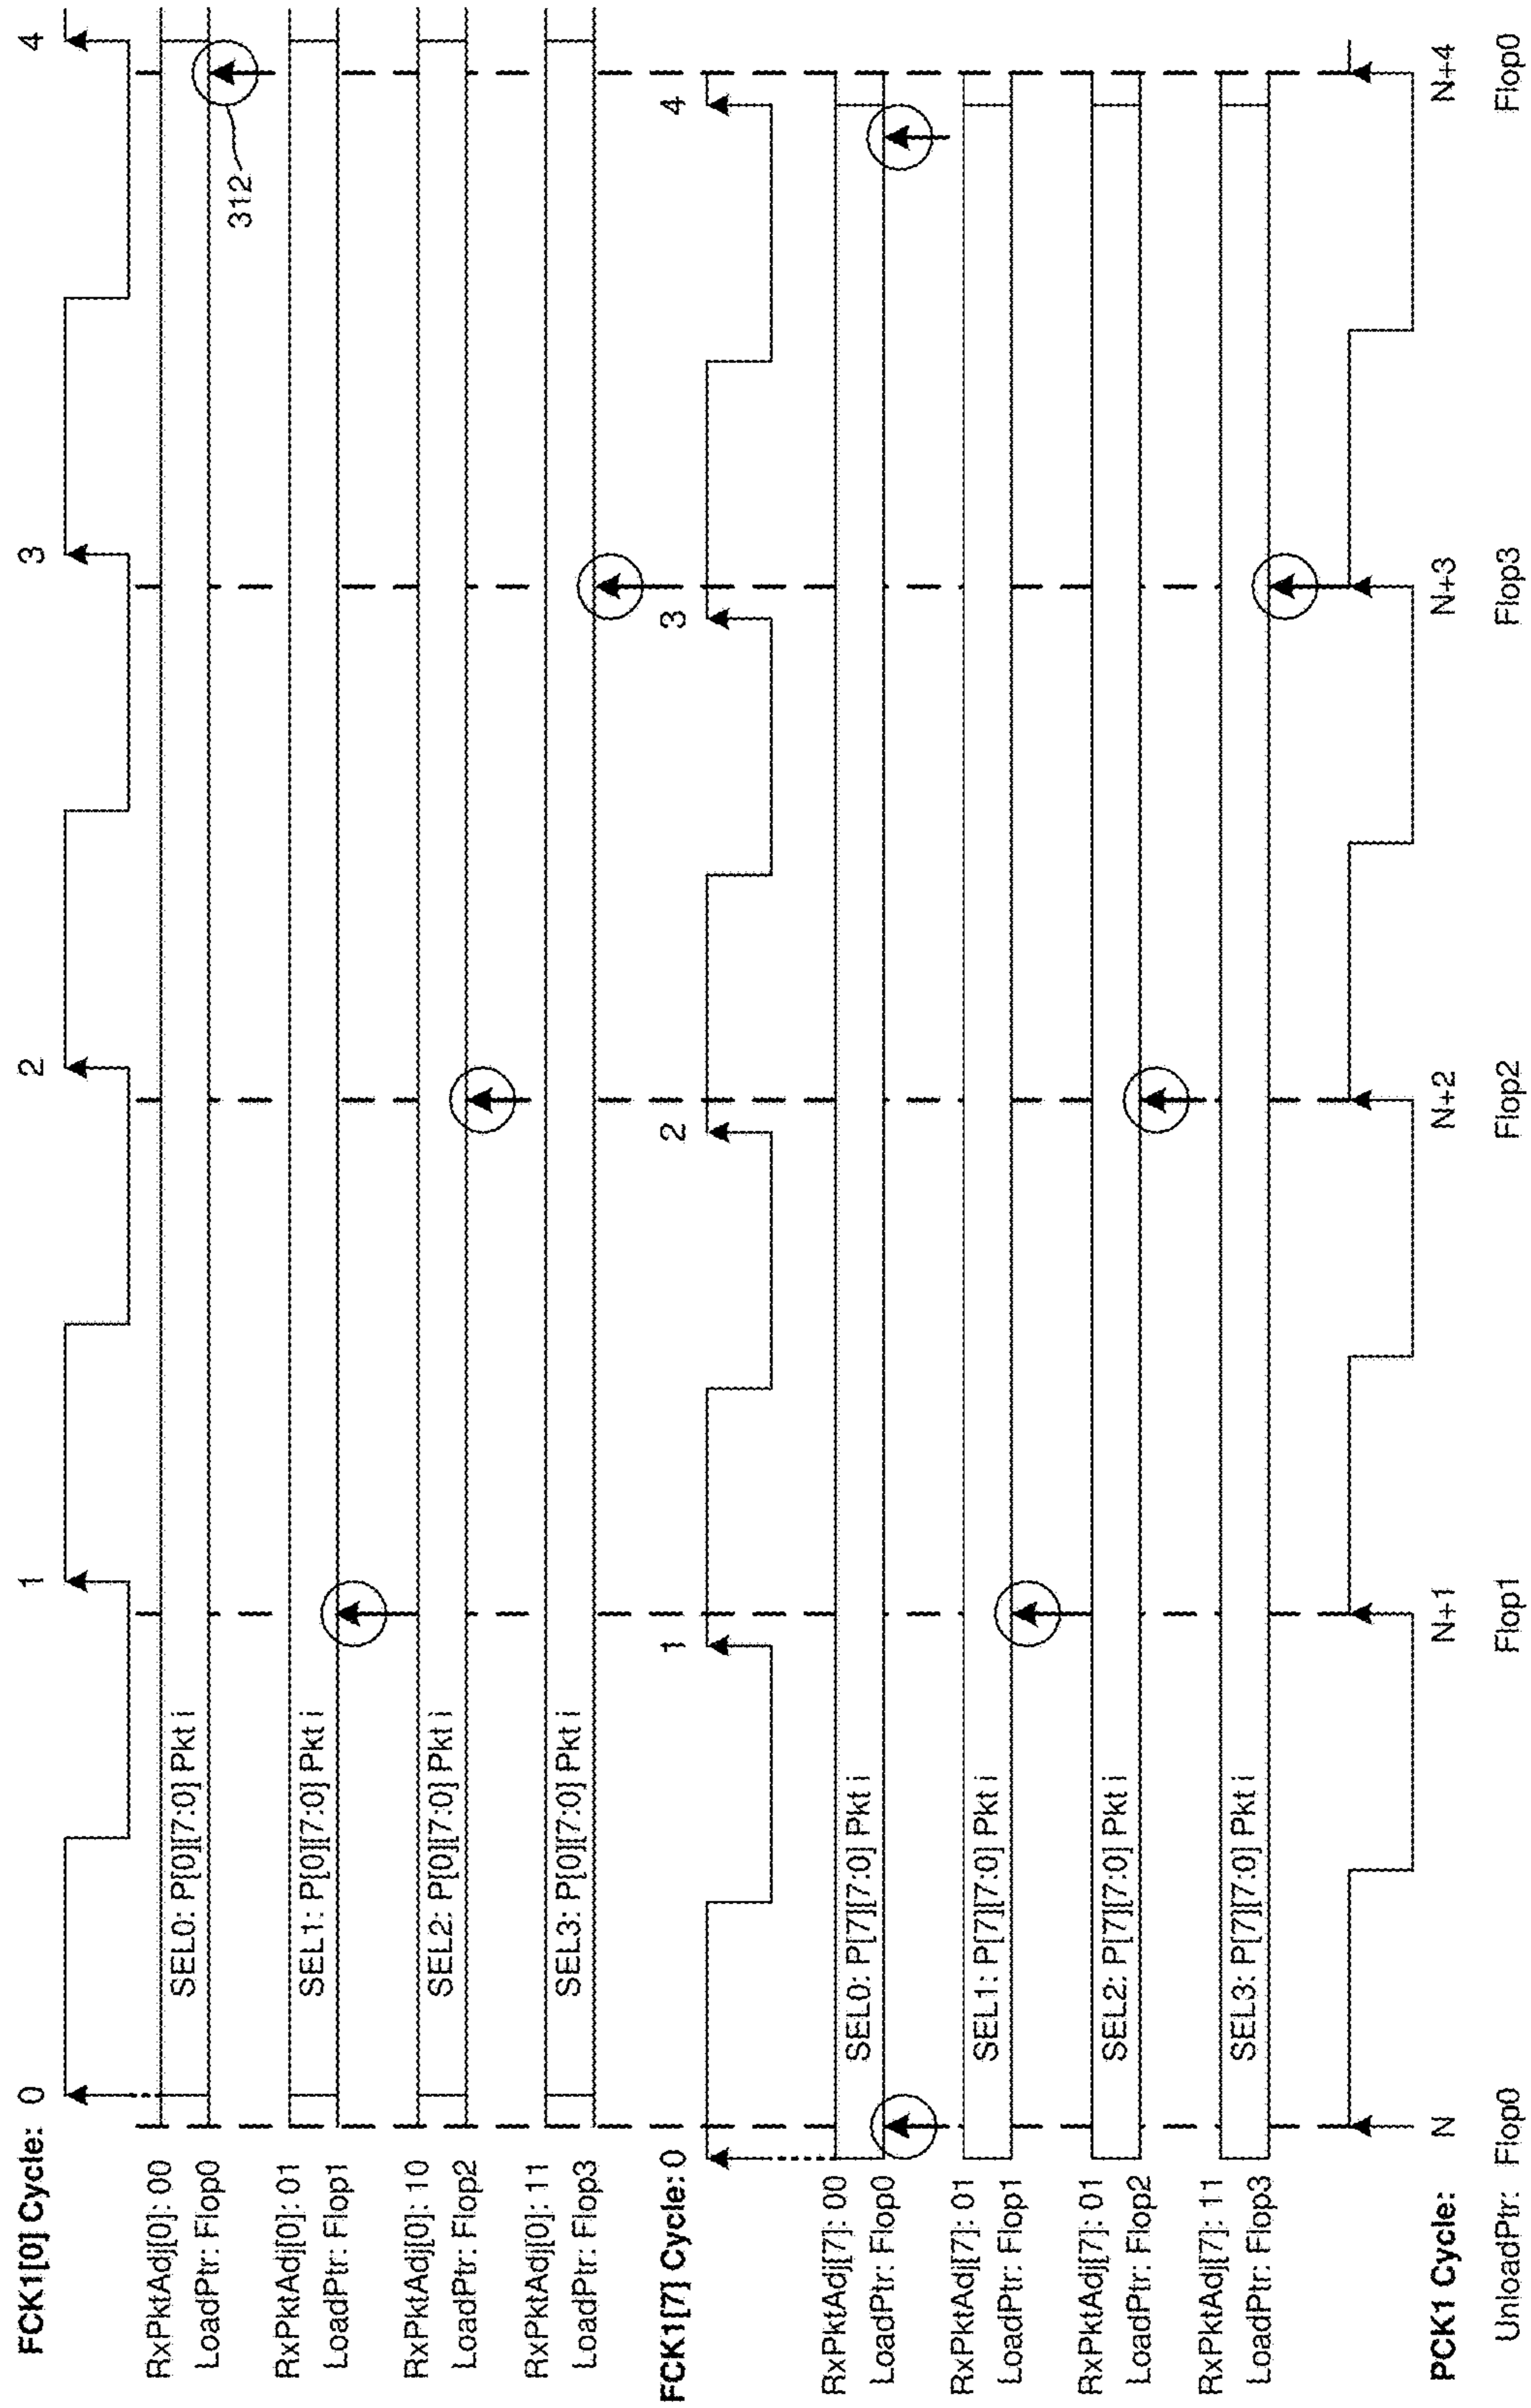 FCK1[0] Cycle: 0 1 2 3 4
RxPktAdj[0]: 00
LoadPtr: Flop0
SEL0: P[0][7:0] Pkt i
312
RxPktAdj[0]: 01
LoadPtr: Flop1
SEL1: P[0][7:0] Pkt i
RxPktAdj[0]: 10
LoadPtr: Flop2
SEL2: P[0][7:0] Pkt i
RxPktAdj[0]: 11
LoadPtr: Flop3
SEL3: P[0][7:0] Pkt i
FCK1[7] Cycle: 0 1 2 3 4
RxPktAdj[7]: 00
LoadPtr: Flop0
SEL0: P[7][7:0] Pkt i
RxPktAdj[7]: 01
LoadPtr: Flop1
SEL1: P[7][7:0] Pkt i
RxPktAdj[7]: 01
LoadPtr: Flop2
SEL2: P[7][7:0] Pkt i
RxPktAdj[7]: 11
LoadPtr: Flop3
SEL3: P[7][7:0] Pkt i
PCK1 Cycle: N N+1 N+2 N+3 N+4
UnloadPtr: Flop0 Flop1 Flop2 Flop3 Flop0